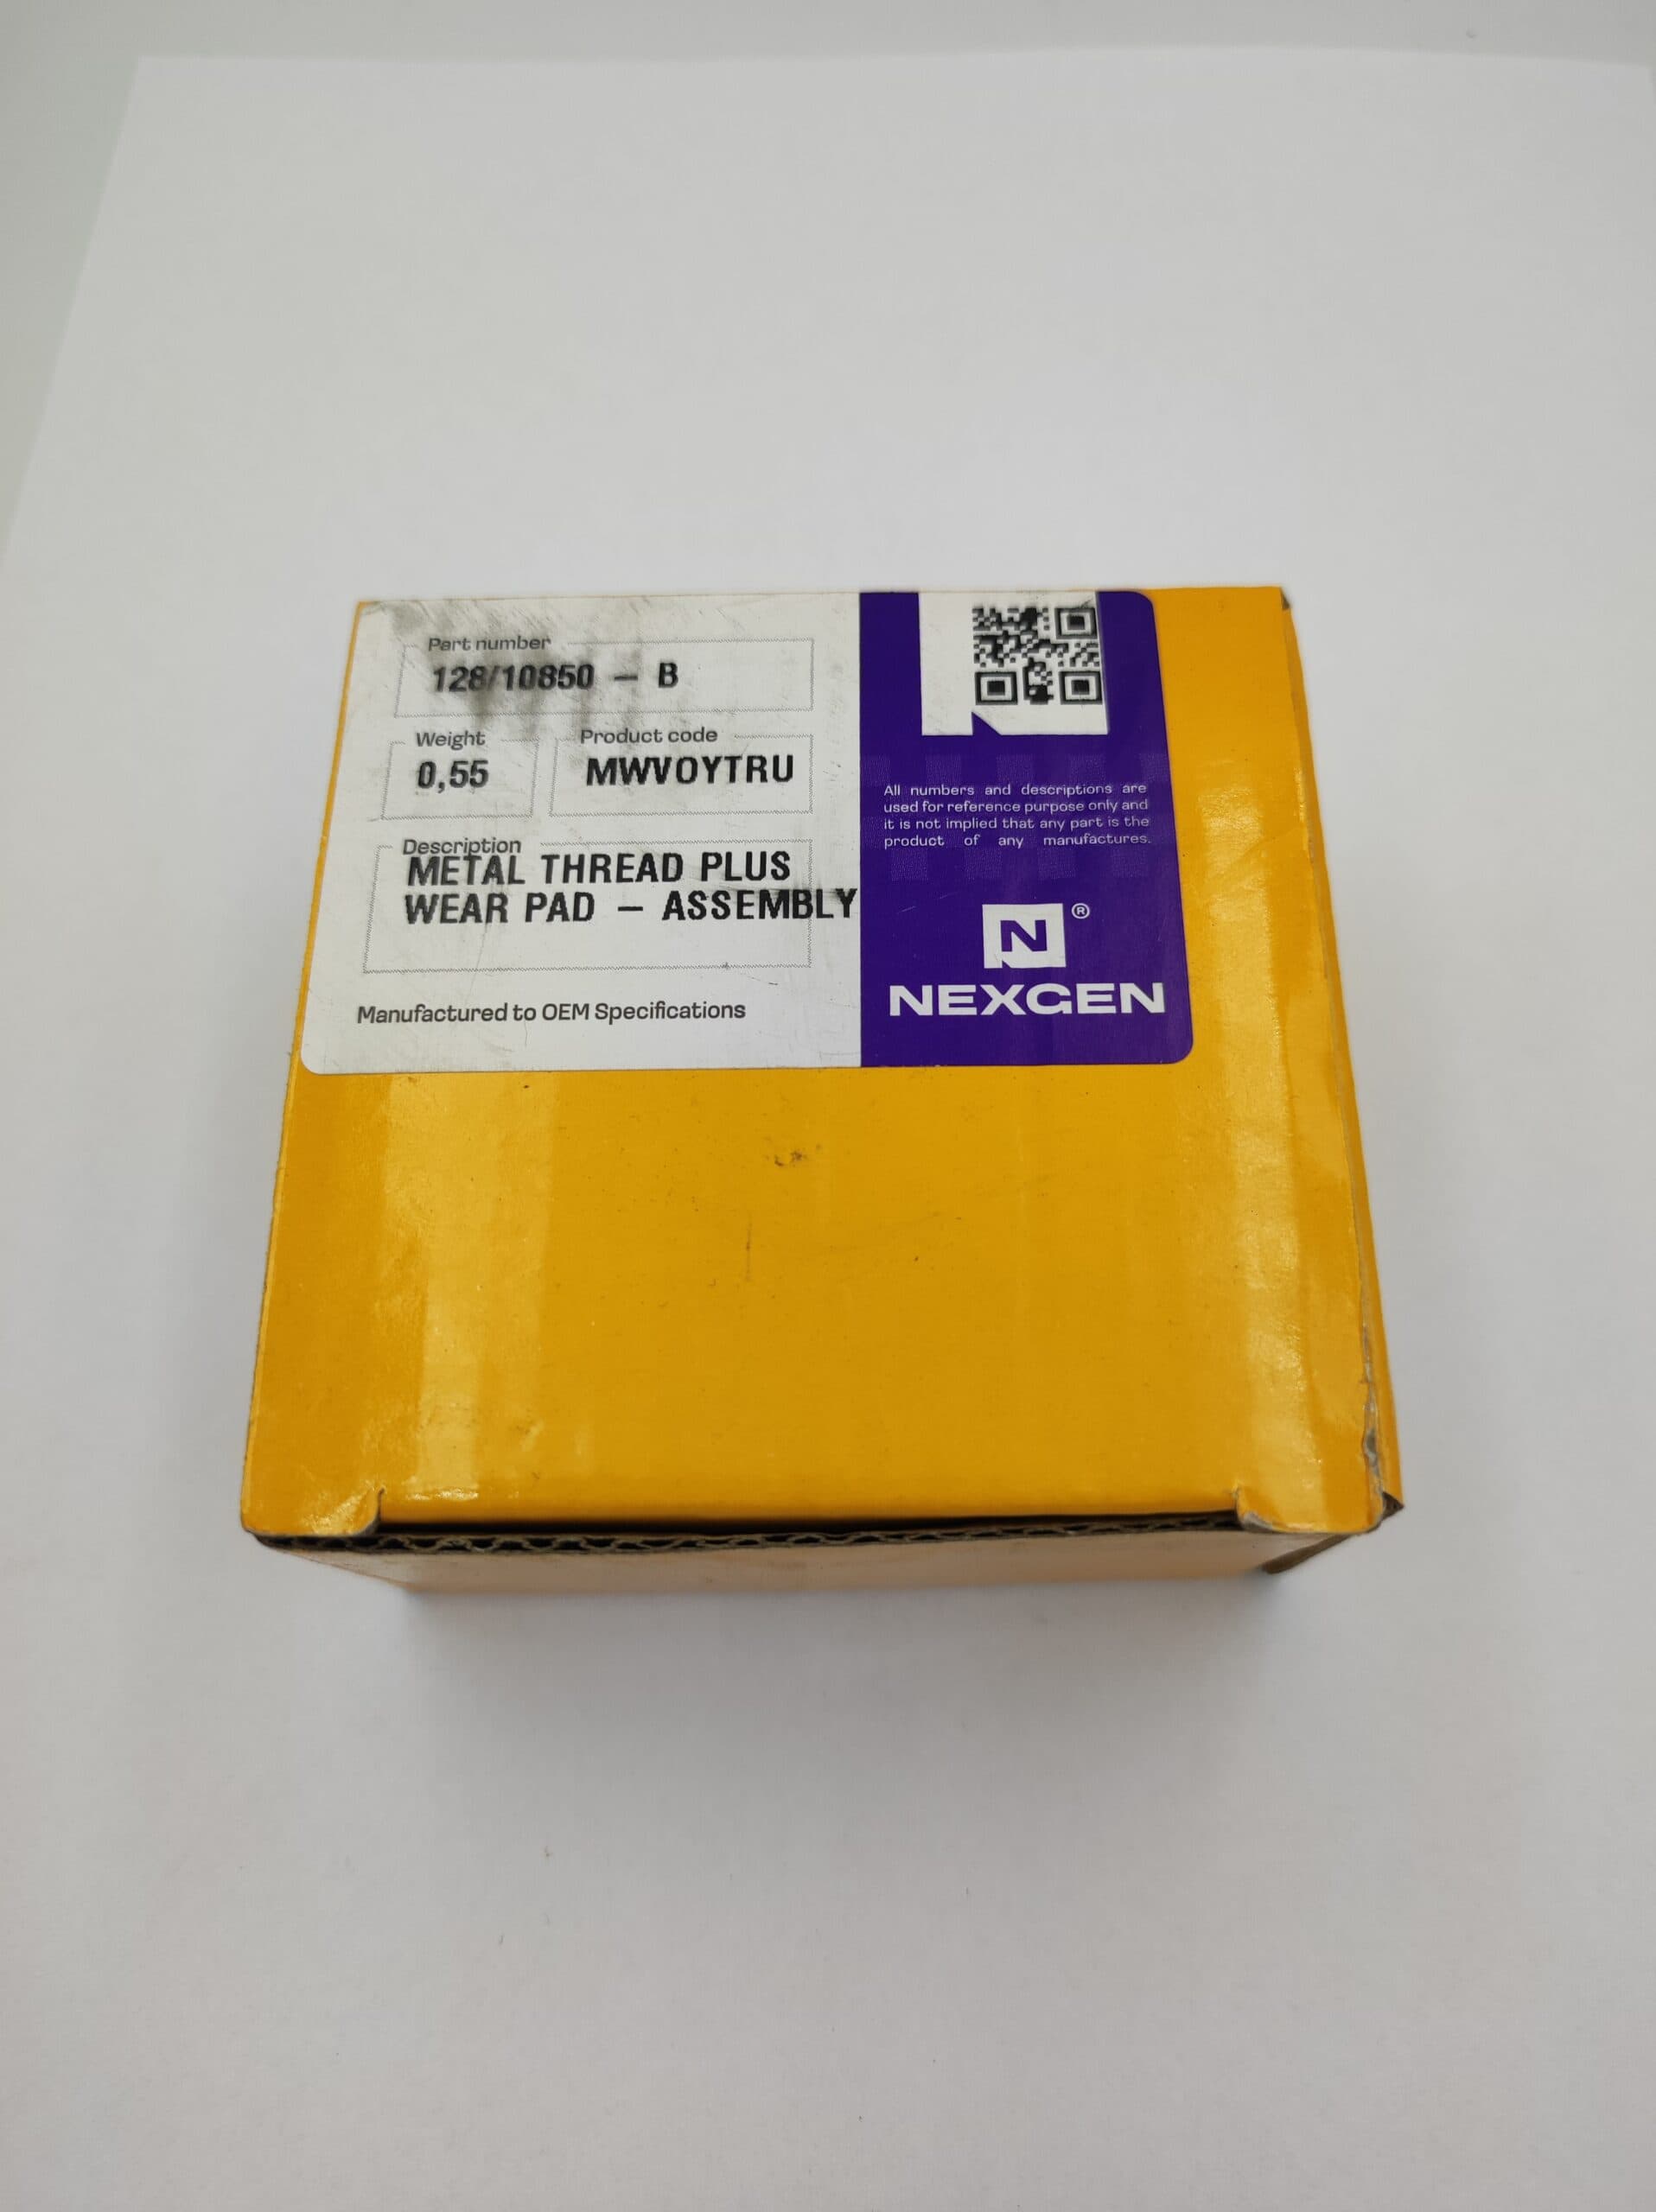 Part number
128/10850 – B
Weight
0,55
Product code
MWVOYTRU
Description
METAL THREAD PLUS
WEAR PAD – ASSEMBLY
Manufactured to OEM Specifications
All numbers and descriptions are
used for reference purpose only and
it is not implied that any part is the
product of any manufactures.
N ®
NEXGEN